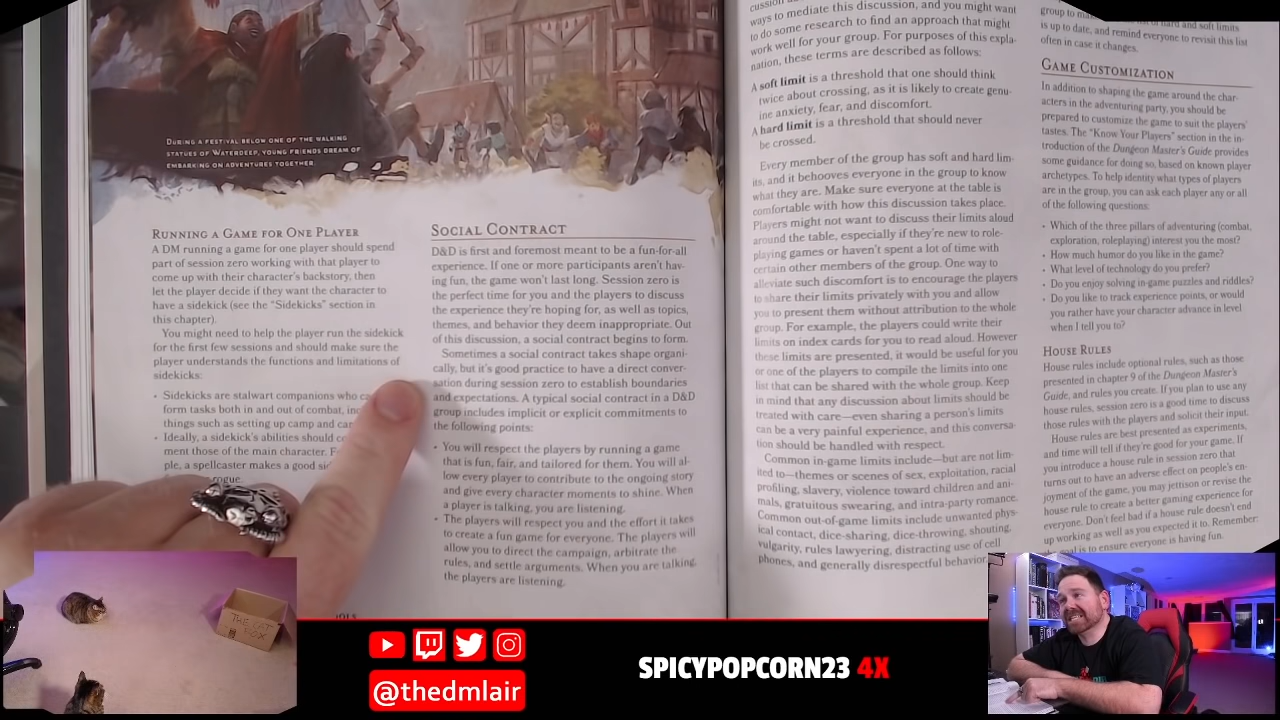 DURING A FESTIVAL BELOW ONE OF THE WALKING
STATUES OF WATERDEEP, YOUNG FRIENDS DREAM OF
EMBARKING ON ADVENTURES TOGETHER.
RUNNING A GAME FOR ONE PLAYER
A DM running a game for one player should spend
part of session zero working with that player to
come up with their character's backstory, then
let the player decide if they want the character to
have a sidekick (see the "Sidekicks" section in
this chapter).
You might need to help the player run the sidekick
for the first few sessions and should make sure the
player understands the functions and limitations of
sidekicks:
• Sidekicks are stalwart companions who
form tasks both in and out of combat,
things such as setting up camp and
• Ideally, a sidekick's abilities should
ment those of the main character.
ple, a spellcaster makes a good
rogue.
SOCIAL CONTRACT
D&D is first and foremost meant to be a fun-for-all
experience. If one or more participants aren't hav-
ing fun, the game won't last long. Session zero is
the perfect time for you and the players to discuss
the experience they're hoping for, as well as topics,
themes, and behavior they deem inappropriate. Out
of this discussion, a social contract begins to form.
Sometimes a social contract takes shape organi-
cally, but it's good practice to have a direct conver-
sation during session zero to establish boundaries
and expectations. A typical social contract in a D&D
group includes implicit or explicit commitments to
the following points:
• You will respect the players by running a game
that is fun, fair, and tailored for them. You will al-
low every player to contribute to the ongoing story
and give every character moments to shine. When
a player is talking, you are listening.
• The players will respect you and the effort it takes
to create a fun game for everyone. The players will
allow you to direct the campaign, arbitrate the
rules, and settle arguments. When you are talking,
the players are listening.
ways to mediate this discussion, and you might want
to do some research to find an approach that might
work well for your group. For purposes of this expla-
nation, these terms are described as follows:
A soft limit is a threshold that one should think
twice about crossing, as it is likely to create genu-
ine anxiety, fear, and discomfort.
A hard limit is a threshold that should never
be crossed.
Every member of the group has soft and hard lim-
its, and it behooves everyone in the group to know
what they are. Make sure everyone at the table is
comfortable with how this discussion takes place.
Players might not want to discuss their limits aloud
around the table, especially if they're new to role-
playing games or haven't spent a lot of time with
certain other members of the group. One way to
alleviate such discomfort is to encourage the players
to share their limits privately with you and allow
you to present them without attribution to the whole
group. For example, the players could write their
limits on index cards for you to read aloud. However
these limits are presented, it would be useful for you
or one of the players to compile the limits into one
list that can be shared with the whole group. Keep
in mind that any discussion about limits should be
treated with care—even sharing a person's limits
can be a very painful experience, and this conversa-
tion should be handled with respect.
Common in-game limits include—but are not lim-
ited to—themes or scenes of sex, exploitation, racial
profiling, slavery, violence toward children and ani-
mals, gratuitous swearing, and intra-party romance.
Common out-of-game limits include unwanted phys-
ical contact, dice-sharing, dice-throwing, shouting,
vulgarity, rules lawyering, distracting use of cell
phones, and generally disrespectful behavior.
is up to date, and remind everyone to revisit this list
often in case it changes.
GAME CUSTOMIZATION
In addition to shaping the game around the char-
acters in the adventuring party, you should be
prepared to customize the game to suit the players'
tastes. The "Know Your Players" section in the in-
troduction of the Dungeon Master's Guide provides
some guidance for doing so, based on known player
archetypes. To help identity what types of players
are in the group, you can ask each player any or all
of the following questions:
• Which of the three pillars of adventuring (combat,
exploration, roleplaying) interest you the most?
• How much humor do you like in the game?
• What level of technology do you prefer?
• Do you enjoy solving in-game puzzles and riddles?
• Do you like to track experience points, or would
you rather have your character advance in level
when I tell you to?
HOUSE RULES
House rules include optional rules, such as those
presented in chapter 9 of the Dungeon Master's
Guide, and rules you create. If you plan to use any
house rules, session zero is a good time to discuss
those rules with the players and solicit their input.
House rules are best presented as experiments,
and time will tell if they're good for your game. If
you introduce a house rule in session zero that
turns out to have an adverse effect on people's en-
joyment of the game, you may jettison or revise the
house rule to create a better gaming experience for
everyone. Don't feel bad if a house rule doesn't end
up working as well as you expected it to. Remember:
goal is to ensure everyone is having fun.
THE CAT
BOX
@thedmlair
SPICYPOPCORN23 4X